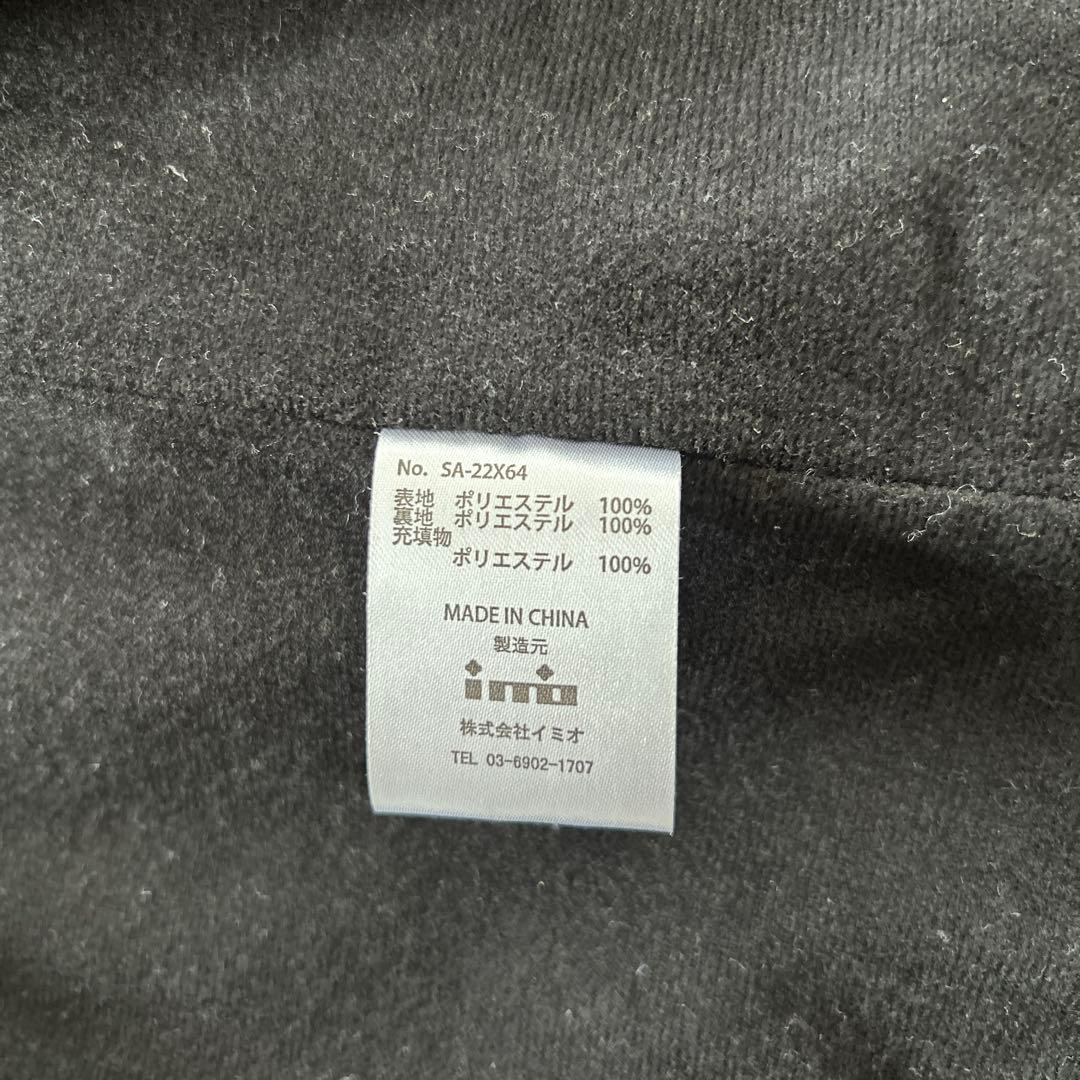 No. SA-22X64
表地 ポリエステル 100%
裏地 ポリエステル 100%
充填物
ポリエステル 100%
MADE IN CHINA
製造元
imio
株式会社イミオ
TEL 03-6902-1707